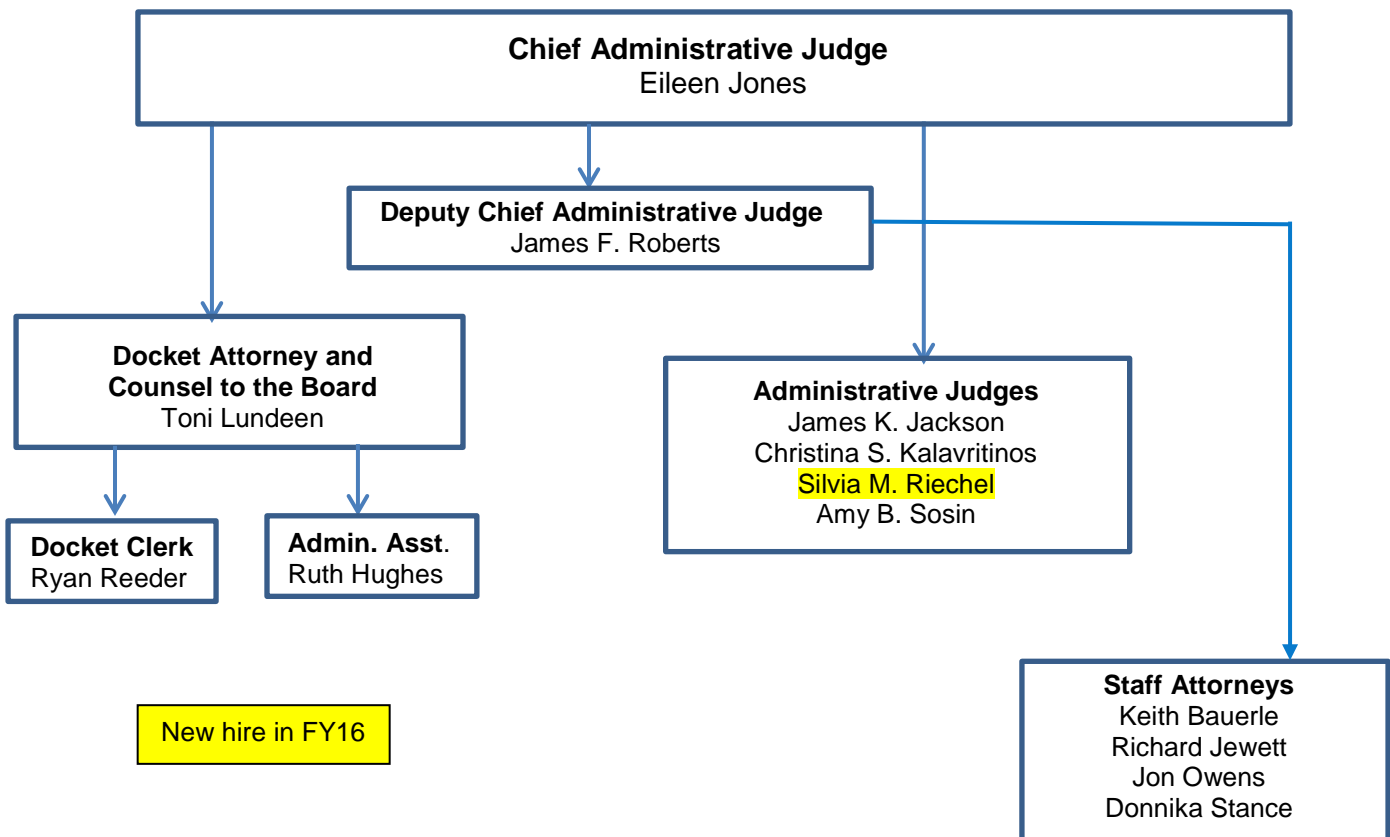 Chief Administrative Judge
Eileen Jones
Deputy Chief Administrative Judge
James F. Roberts
Docket Attorney and
Counsel to the Board
Toni Lundeen
Administrative Judges
James K. Jackson
Christina S. Kalavritinos
Silvia M. Riechel
Amy B. Sosin
Docket Clerk
Ryan Reeder
Admin. Asst.
Ruth Hughes
Staff Attorneys
Keith Bauerle
Richard Jewett
Jon Owens
Donnika Stance
New hire in FY16